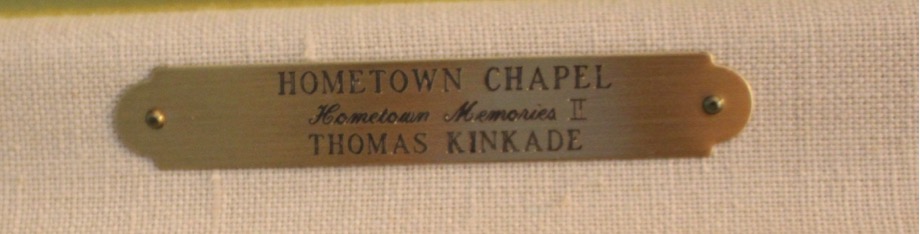 HOMETOWN CHAPEL
Hometown Memories II
THOMAS KINKADE